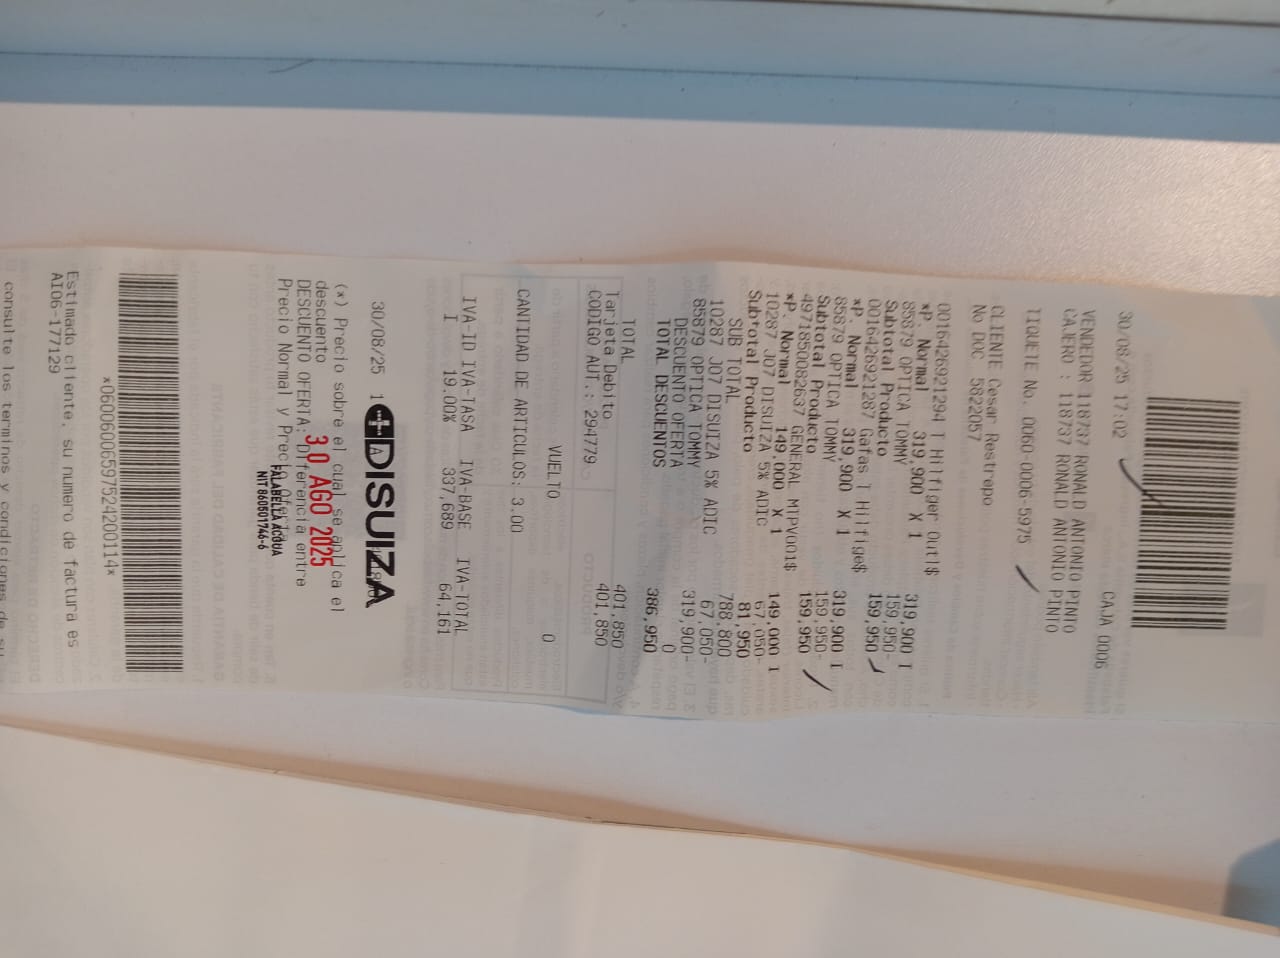 30/08/25 17:02 CAJA 0006
VENDEDOR 118737 RONALD ANTONIO PINTO
CAJERO : 118737 RONALD ANTONIO PINTO
TIQUETE No. 0060-0006-5975
CLIENTE Cesar Restrepo
No DOC 5822057
0016426921294 T Hilfiger Outl$
*P. Normal 319,900 X 1 319,900 I
85879 OPTICA TOMMY 159,950-
Subtotal Producto 159,950
0016426921287 Gafas T Hilfige$
*P. Normal 319,900 X 1 319,900 I
85879 OPTICA TOMMY 159,950-
Subtotal Producto 159,950
4971850082637 GENERAL MTPV001$
*P. Normal 149,000 X 1 149,000 I
10287 J07 DISUIZA 5% ADIC 67,050-
Subtotal Producto 81,950
SUB TOTAL 788,800
10287 J07 DISUIZA 5% ADIC 67,050-
85879 OPTICA TOMMY 319,900-
DESCUENTO OFERTA 0
TOTAL DESCUENTOS 386,950
TOTAL 401,850
Tarjeta Debito 401,850
CODIGO AUT.: 294779
VUELTO 0
CANTIDAD DE ARTICULOS: 3.00
IVA-ID IVA-TASA IVA-BASE IVA-TOTAL
I 19.00% 337,689 64,161
30/08/25 1
DISUIZA
(*) Precio sobre el cual se aplica el
descuento
DESCUENTO OFERTA: Diferencia entre
Precio Normal y Precio Oferta
3.0 AGO 2025
FALABELLA ACQUA
NIT 860501746-6
*060060065975242001l4*
Estimado cliente, su numero de factura es
AI06-177129
consulte los terminos y condiciones de su